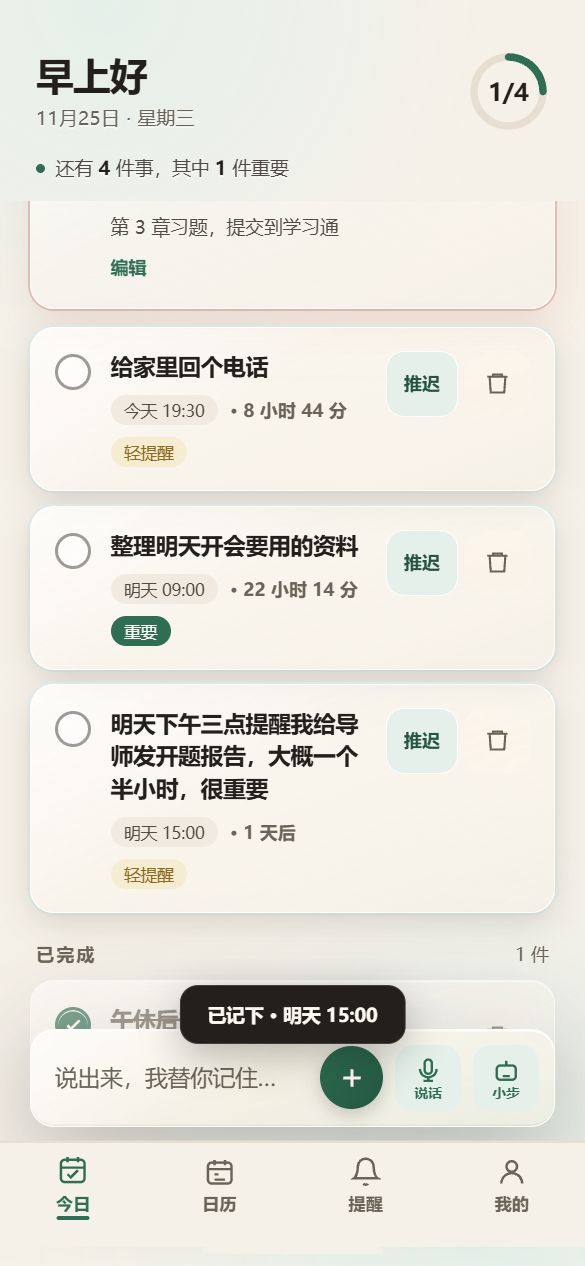 早上好
11月25日 · 星期三
1/4
还有 4 件事，其中 1 件重要
第 3 章习题，提交到学习通
编辑
给家里回个电话
推迟
今天 19:30 • 8 小时 44 分
轻提醒
整理明天开会要用的资料
推迟
明天 09:00 • 22 小时 14 分
重要
明天下午三点提醒我给导
师发开题报告，大概一个
半小时，很重要
推迟
明天 15:00 • 1 天后
轻提醒
已完成
1 件
午休后
已记下 • 明天 15:00
说出来，我替你记住...
说话
小步
今日
日历
提醒
我的